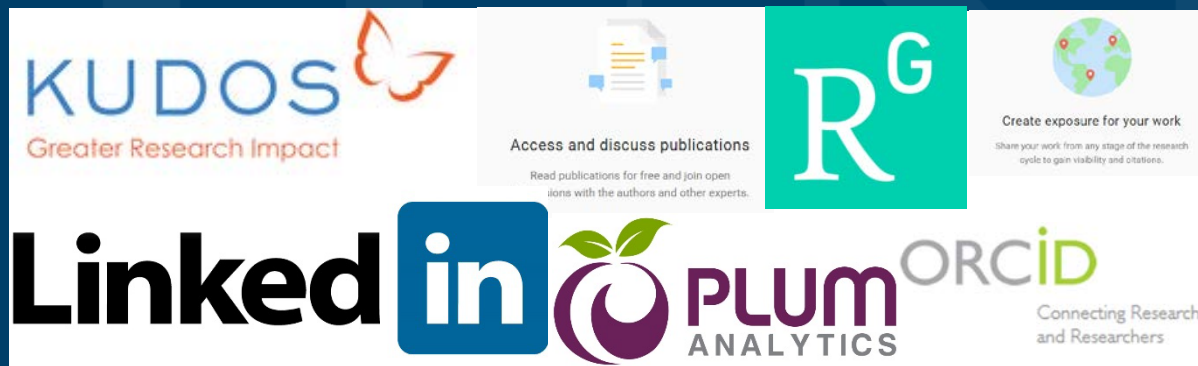 KUDOS
Greater Research Impact
Access and discuss publications
Read publications for free and join open
ions with the authors and other experts.
RG
Create exposure for your work
Share your work from any stage of the research
cycle to gain visibility and citations.
Linked in
PLUM
ANALYTICS
ORCiD
Connecting Research
and Researchers